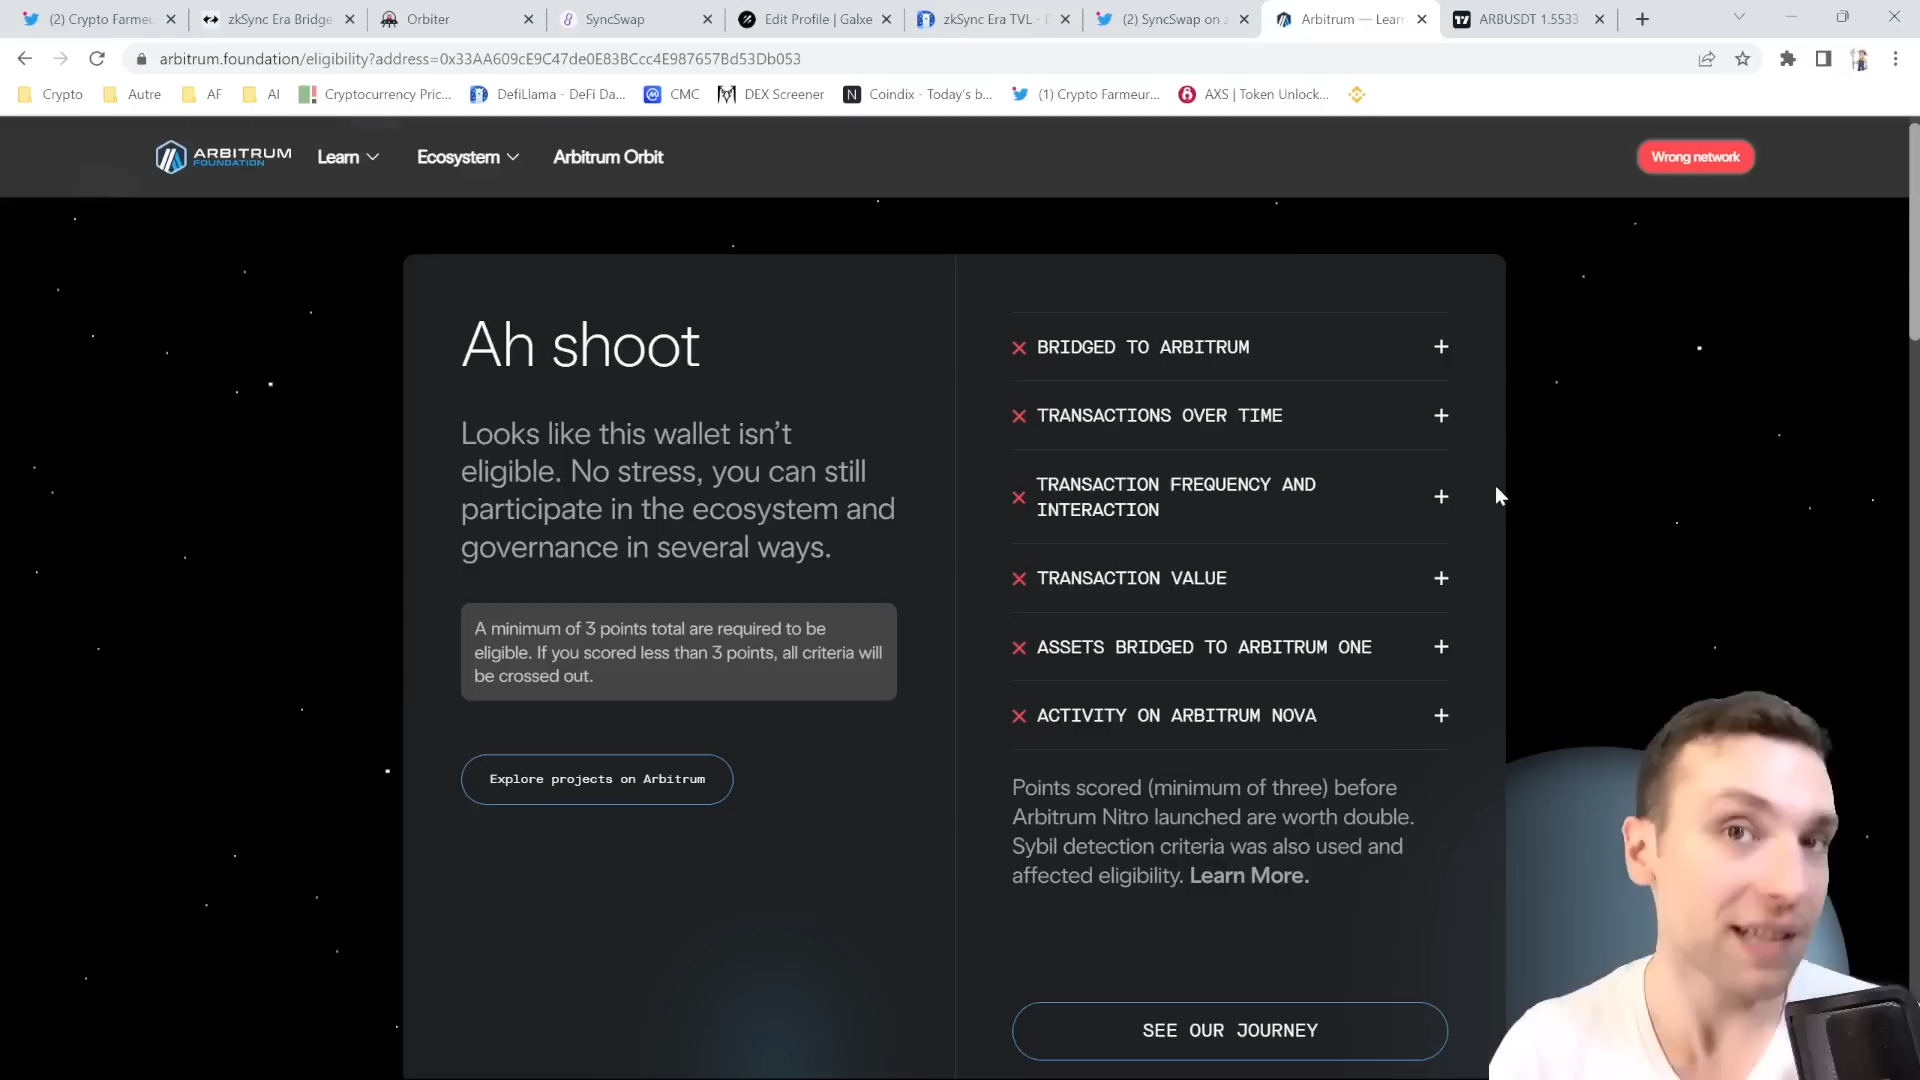 (2) Crypto Farmeu
zkSync Era Bridge
Orbiter
SyncSwap
Edit Profile | Galxe
zkSync Era TVL - D
(2) SyncSwap on z
Arbitrum — Lear
ARBUSDT 1.5533
arbitrum.foundation/eligibility?address=0x33AA609cE9C47de0E83BCcc4E987657Bd53Db053
Crypto
Autre
AF
AI
Cryptocurrency Pric...
DefiLlama - DeFi Da...
CMC
DEX Screener
Coindix - Today's b...
(1) Crypto Farmeur...
AXS | Token Unlock...
ARBITRUM
FOUNDATION
Learn
Ecosystem
Arbitrum Orbit
Wrong network
Ah shoot
Looks like this wallet isn't
eligible. No stress, you can still
participate in the ecosystem and
governance in several ways.
A minimum of 3 points total are required to be
eligible. If you scored less than 3 points, all criteria will
be crossed out.
Explore projects on Arbitrum
BRIDGED TO ARBITRUM
TRANSACTIONS OVER TIME
TRANSACTION FREQUENCY AND
INTERACTION
TRANSACTION VALUE
ASSETS BRIDGED TO ARBITRUM ONE
ACTIVITY ON ARBITRUM NOVA
Points scored (minimum of three) before
Arbitrum Nitro launched are worth double.
Sybil detection criteria was also used and
affected eligibility. Learn More.
SEE OUR JOURNEY